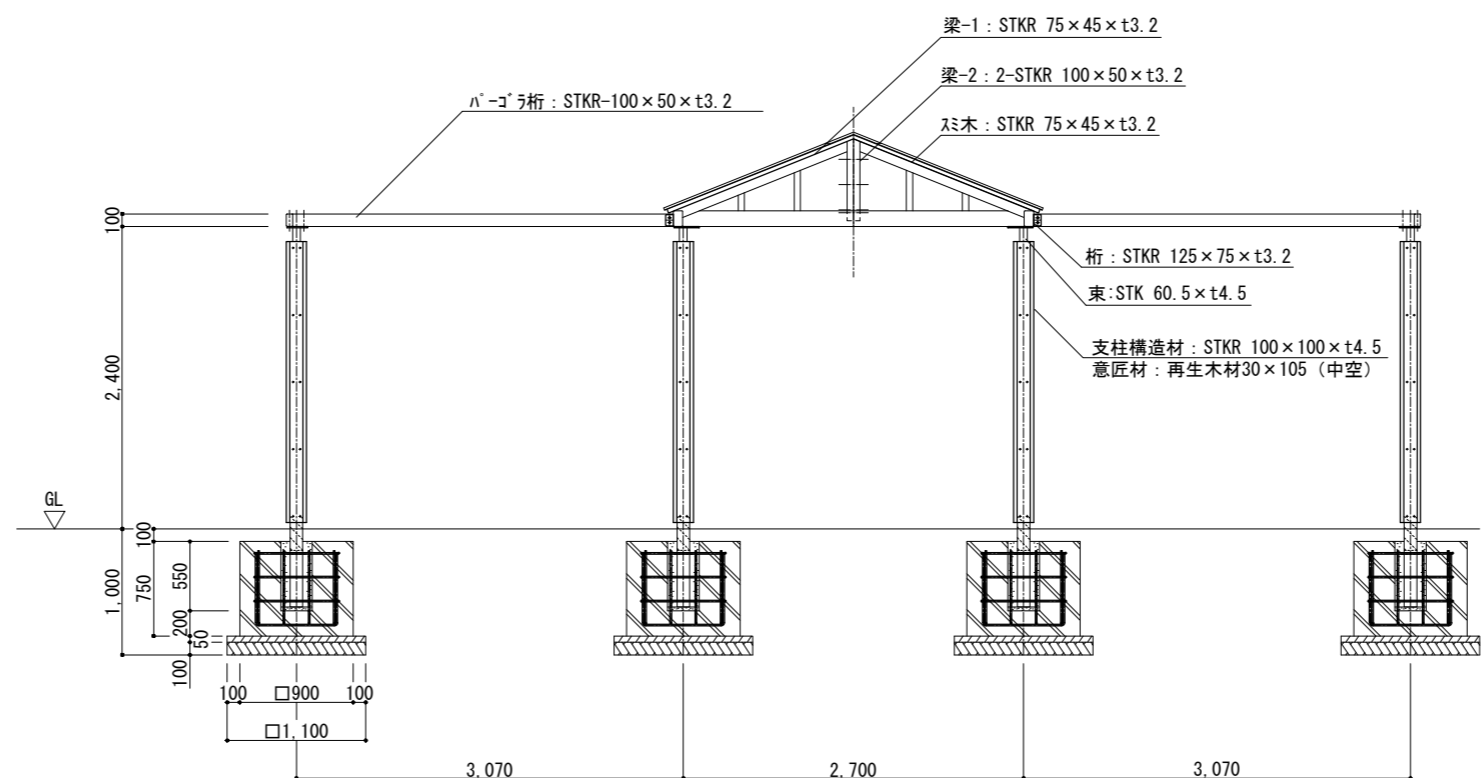 梁-1：STKR 75×45×t3.2
梁-2：2-STKR 100×50×t3.2
ﾊﾟｰｺﾞﾗ桁：STKR-100×50×t3.2
ｽﾐ木：STKR 75×45×t3.2
100
桁：STKR 125×75×t3.2
束:STK 60.5×t4.5
支柱構造材：STKR 100×100×t4.5
意匠材：再生木材30×105（中空）
2,400
GL
100
1,000
750
550
200
50
100
100 □900 100
□1,100
3,070 2,700 3,070